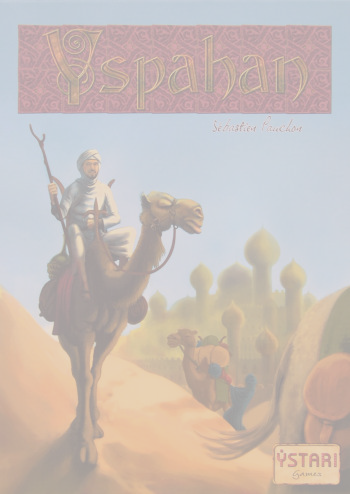 Yspahan
Sébastien Pauchon
YSTARI
Games